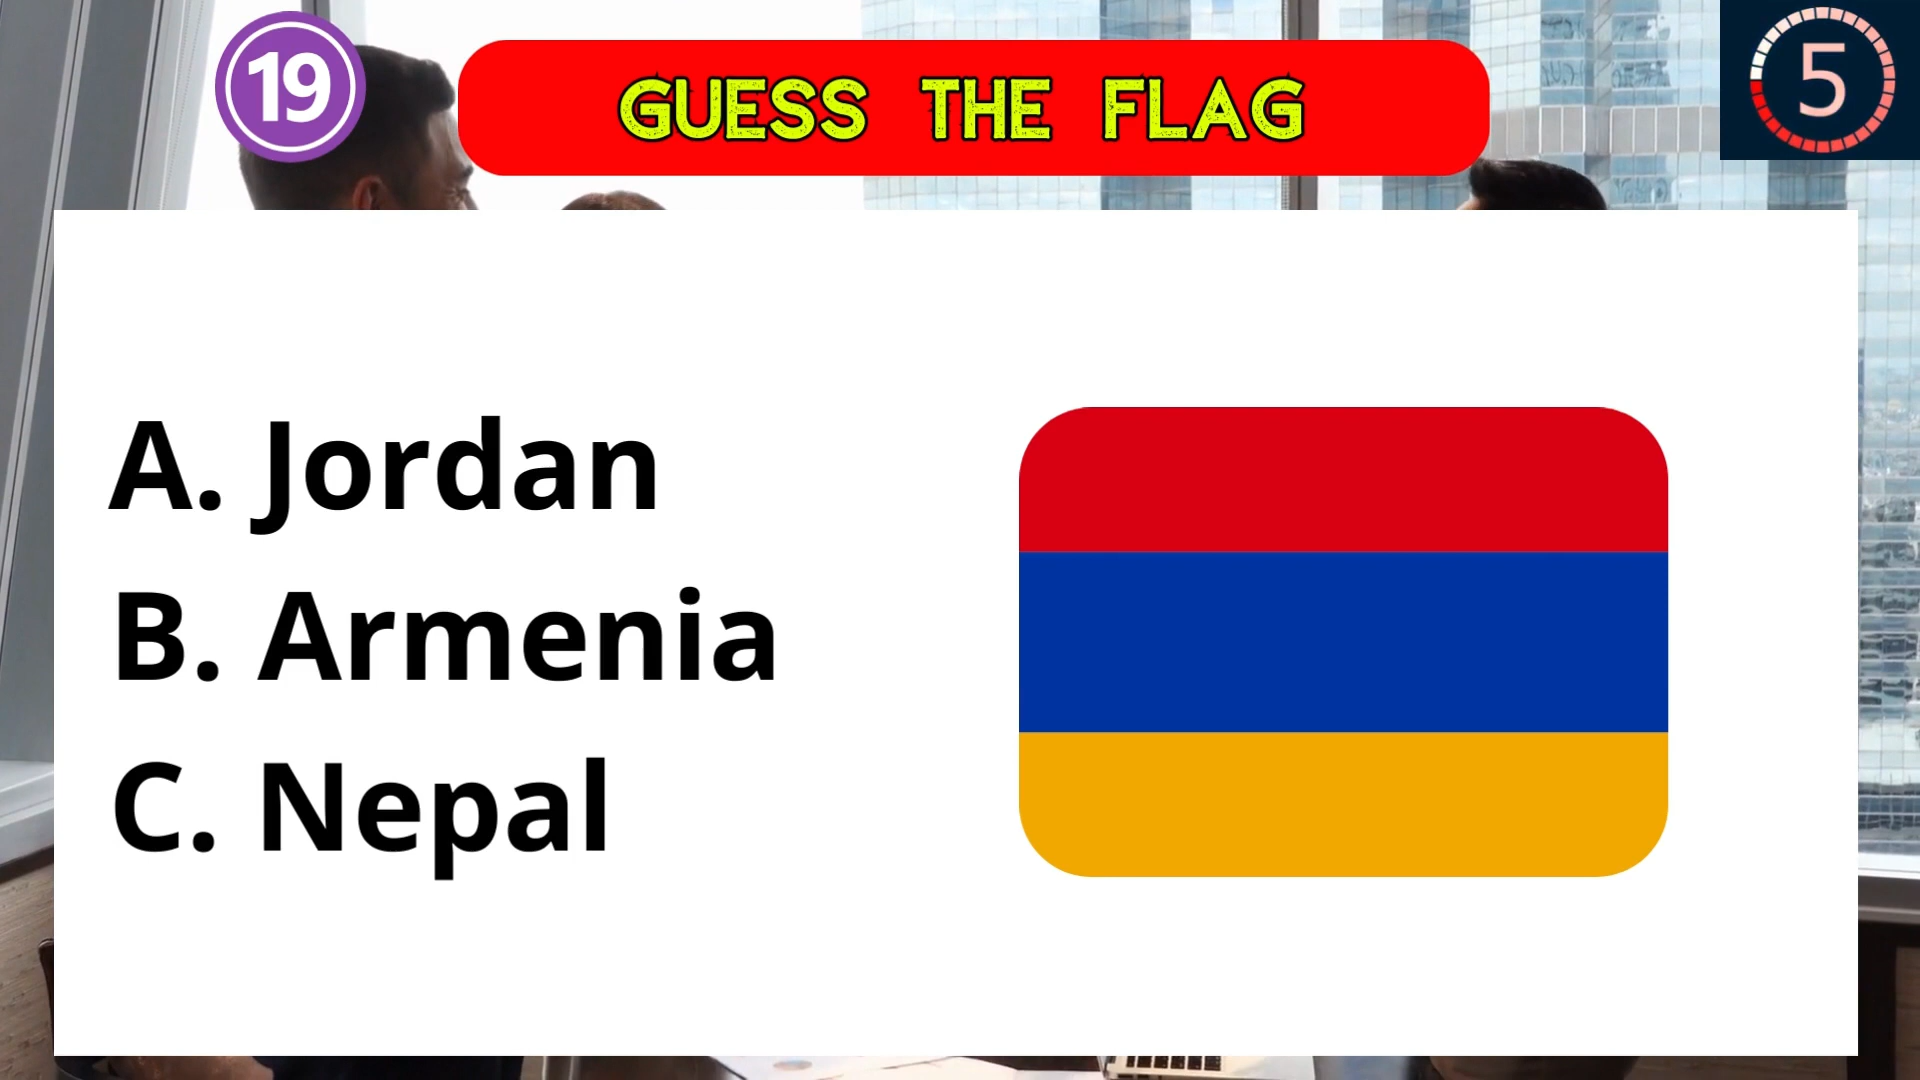 19
GUESS THE FLAG
5
A. Jordan
B. Armenia
C. Nepal